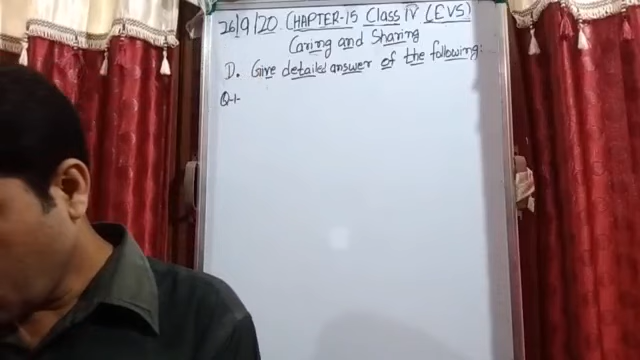 26/9/20. CHAPTER-15 Class IV (EVS)
Caring and Sharing
D. Give detailed answer of the following:
Q-1-